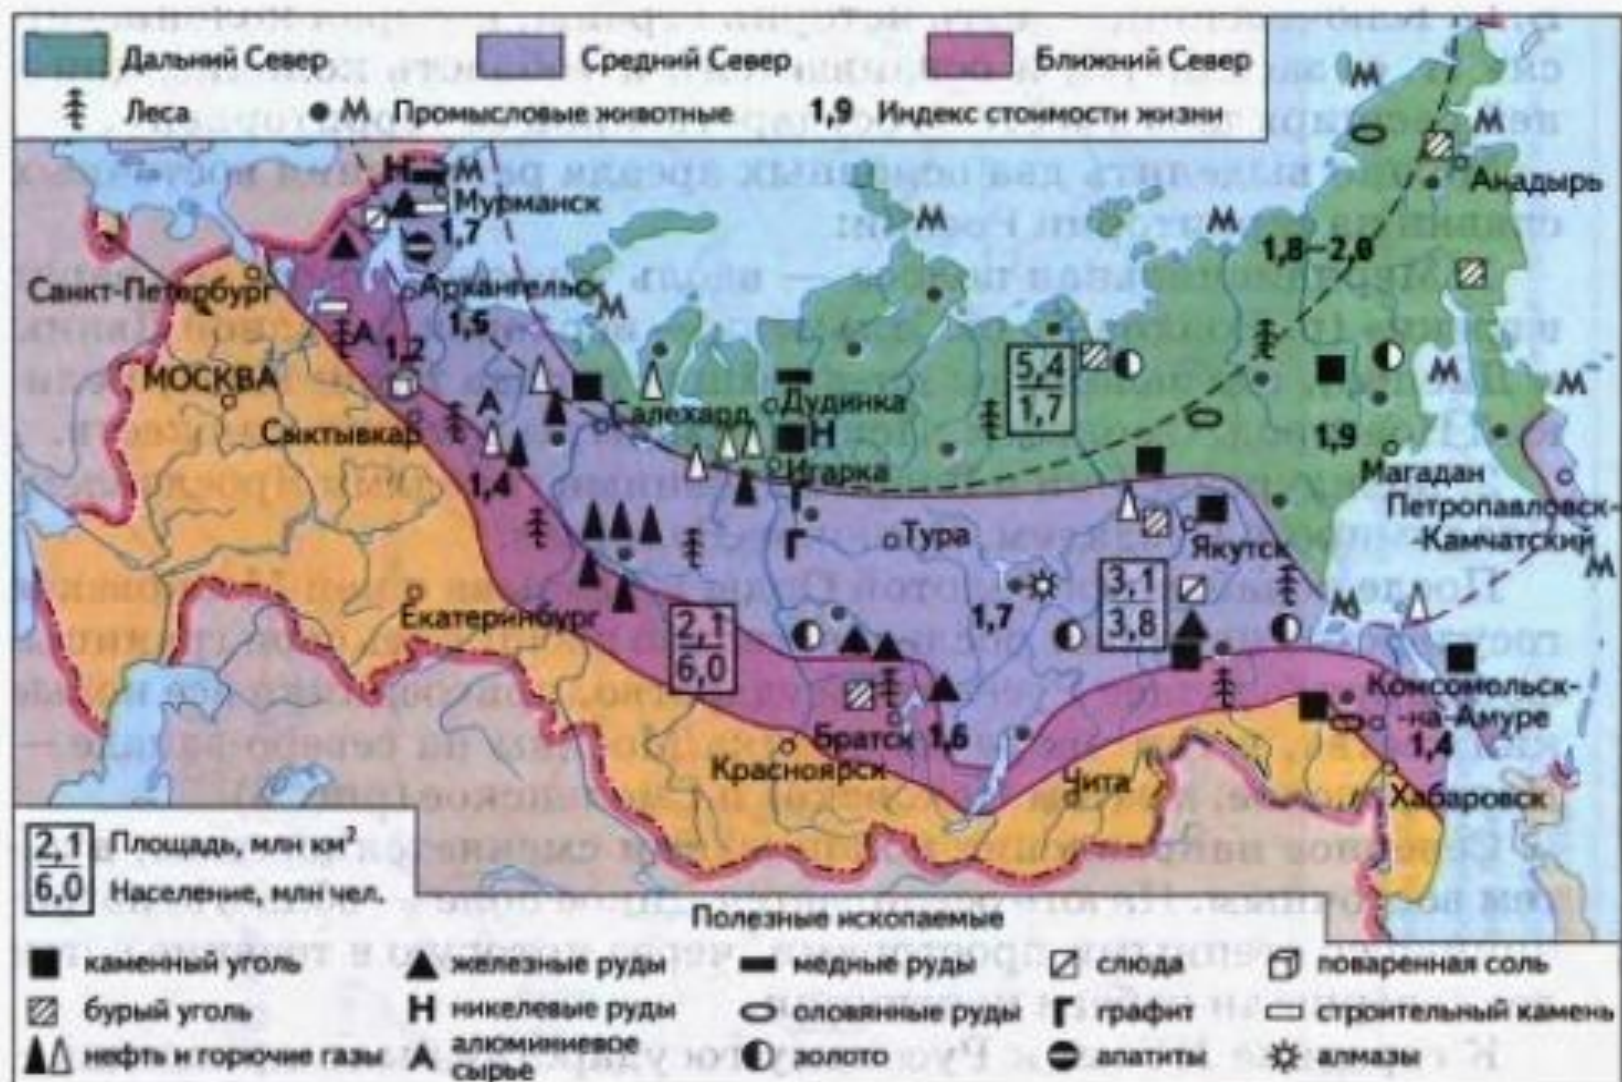 Дальний Север
Средний Север
Ближний Север
Леса
М Промысловые животные
1,9 Индекс стоимости жизни
М
М
Анадырь
Н
М
Мурманск
1,7
М
М
1,8–2,0
Санкт-Петербург
Архангельск
М
1,5
А
1,2
МОСКВА
5,4
1,7
М
М
А
Салехард
Дудинка
Сыктывкар
Н
1,9
Игарка
Магадан
1,4
Г
Петропавловск-
-Камчатский
Г
Тура
Якутск
М
3,1
3,8
1,7
М
Екатеринбург
2,1
6,0
Комсомольск-
-на-Амуре
Братск
1,6
1,4
Красноярск
Чита
Хабаровск
2,1
6,0
Площадь, млн км²
Население, млн чел.
Полезные ископаемые
каменный уголь
железные руды
медные руды
слюда
поваренная соль
бурый уголь
Н никелевые руды
оловянные руды
Г графит
строительный камень
нефть и горючие газы
А алюминиевое
сырьё
золото
апатиты
алмазы